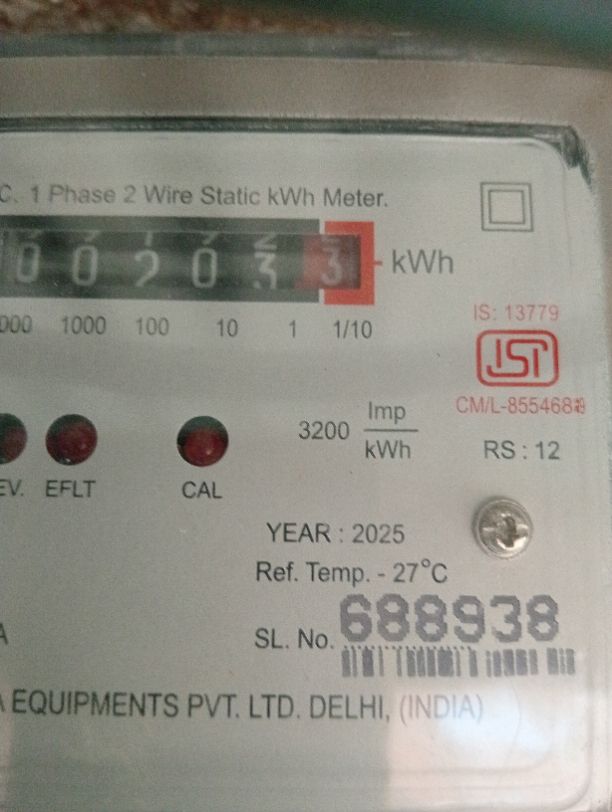 C. 1 Phase 2 Wire Static kWh Meter.
0 0 2 0 3 3 kWh
000 1000 100 10 1 1/10
IS: 13779
ISI
CM/L-8554689
3200 Imp/kWh
RS : 12
EV. EFLT CAL
YEAR : 2025
Ref. Temp. - 27°C
SL. No. 688938
A EQUIPMENTS PVT. LTD. DELHI, (INDIA)